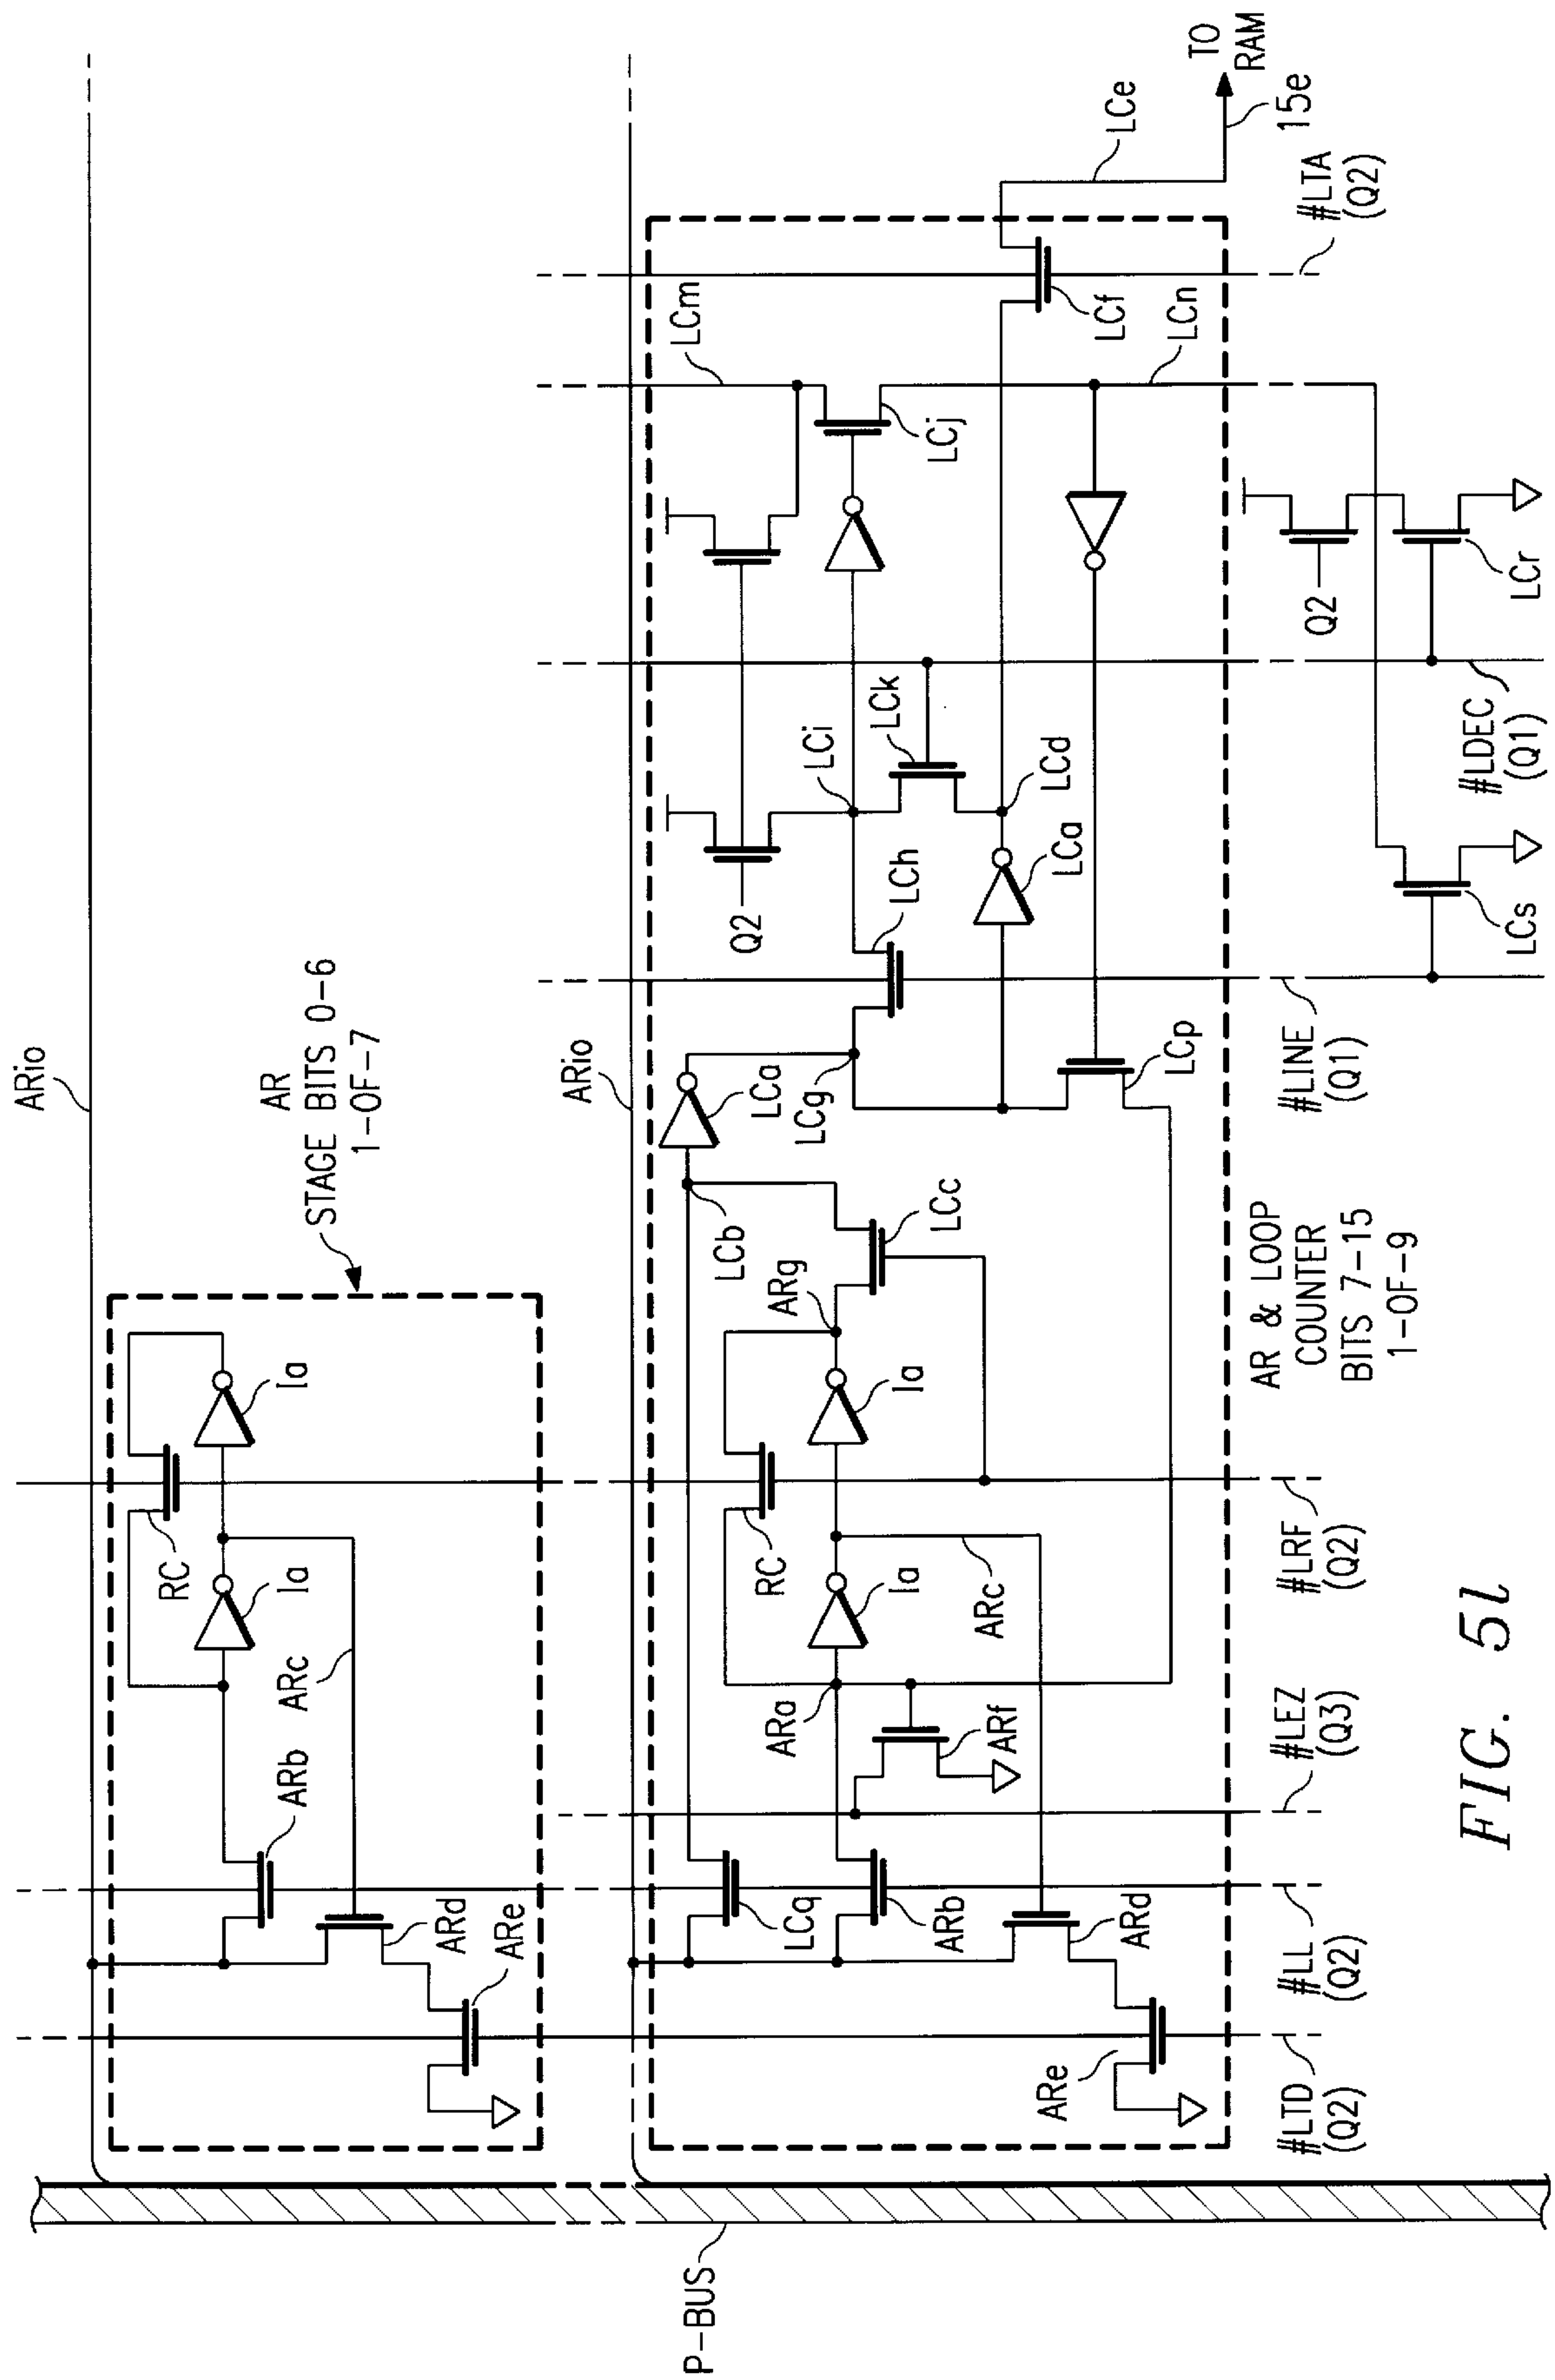 ARio
AR
STAGE BITS 0-6
1-OF-7
RC
Ia
Ia
ARb
ARc
ARd
ARe
P-BUS
ARio
LCm
LCi
LCk
LCh
Q2
LCj
LCa
LCg
LCb
LCc
ARg
Ia
RC
Ia
ARa
ARc
ARf
LCq
ARb
ARd
ARe
LCd
LCa
LCp
LCf
LCn
LCe
TO
RAM
15e
#LTA
(Q2)
Q2
LCr
#LDEC
(Q1)
LCs
#LINE
(Q1)
AR & LOOP
COUNTER
BITS 7-15
1-OF-9
#LRF
(Q2)
#LEZ
(Q3)
#LL
(Q2)
#LTD
(Q2)
FIG. 5l